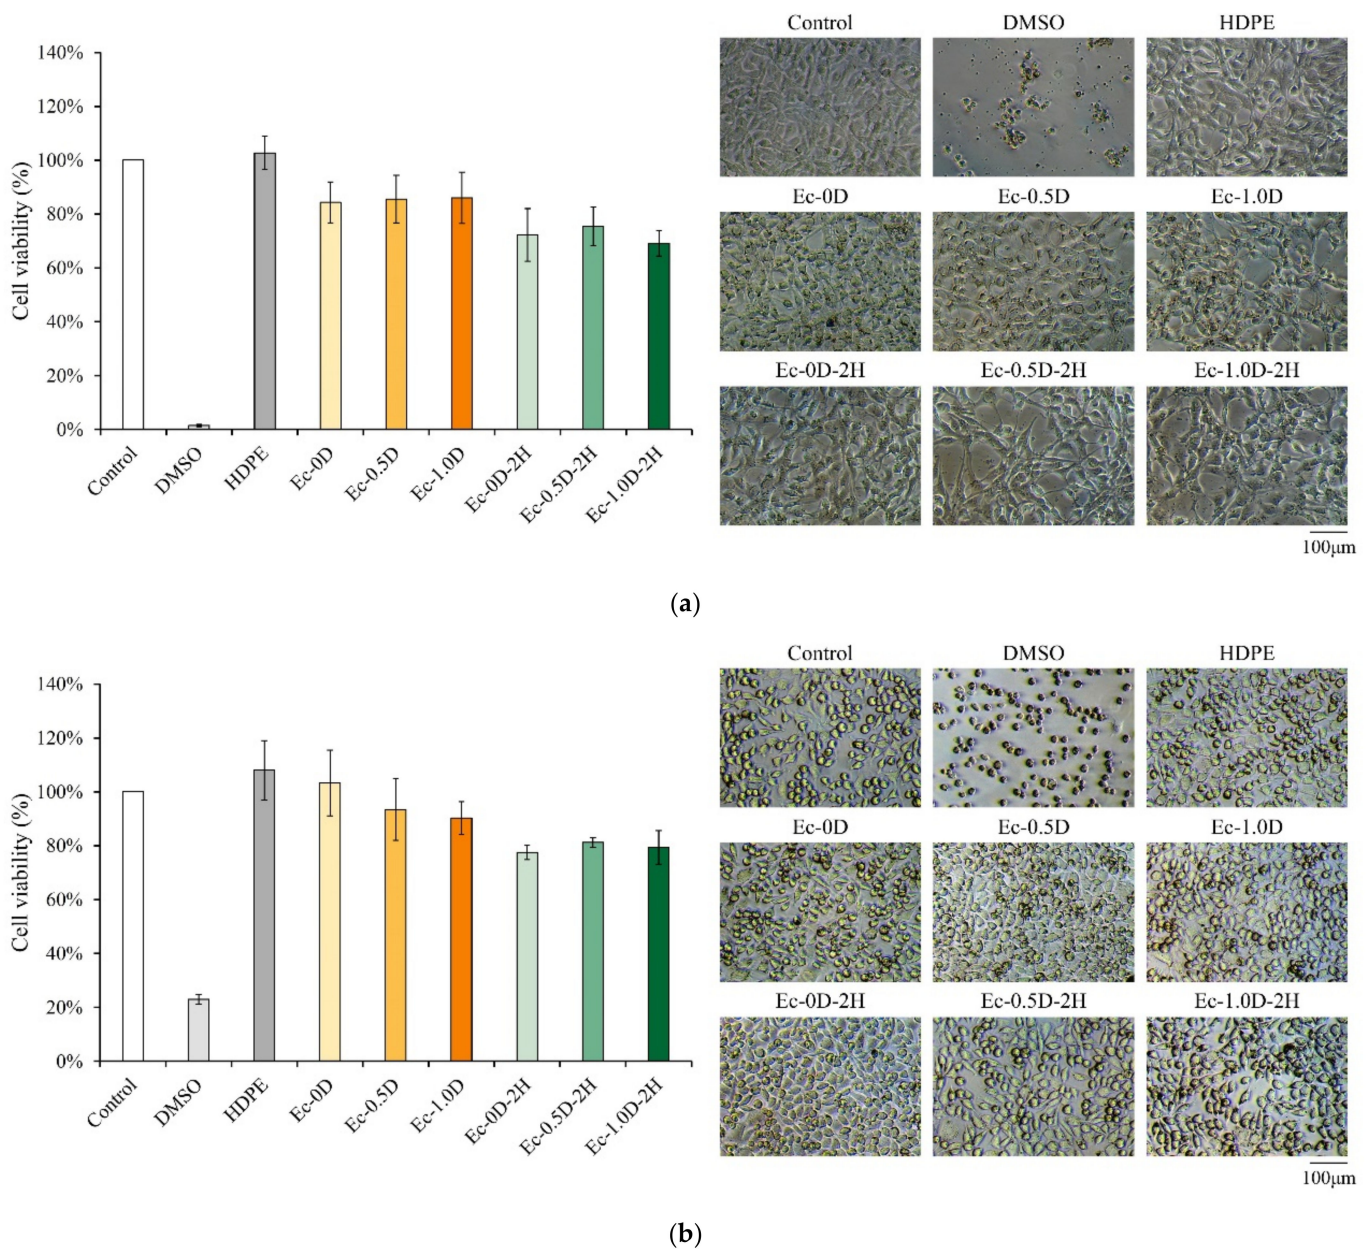 Control DMSO HDPE
140%
120%
100%
80%
60%
40%
20%
0%
Cell viability (%)
Control DMSO HDPE Ec-0D Ec-0.5D Ec-1.0D Ec-0D-2H Ec-0.5D-2H Ec-1.0D-2H
Ec-0D Ec-0.5D Ec-1.0D
Ec-0D-2H Ec-0.5D-2H Ec-1.0D-2H
100μm
(a)
Control DMSO HDPE
140%
120%
100%
80%
60%
40%
20%
0%
Cell viability (%)
Control DMSO HDPE Ec-0D Ec-0.5D Ec-1.0D Ec-0D-2H Ec-0.5D-2H Ec-1.0D-2H
Ec-0D Ec-0.5D Ec-1.0D
Ec-0D-2H Ec-0.5D-2H Ec-1.0D-2H
100μm
(b)